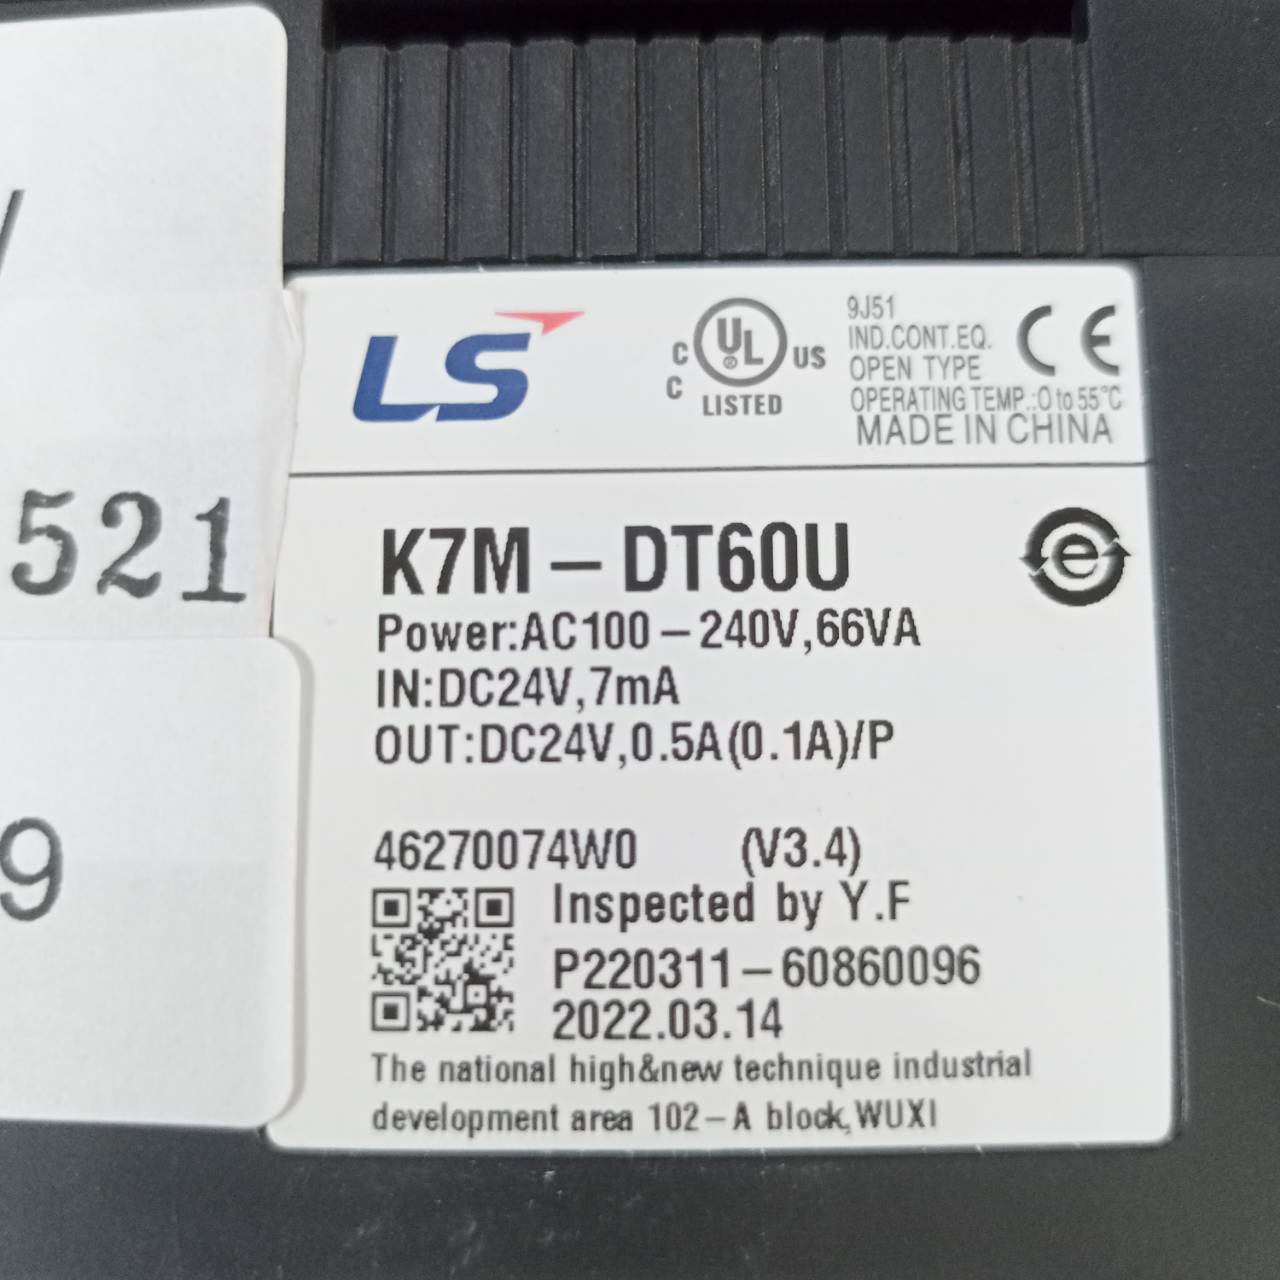 521
9
LS
C UL ® US
C LISTED
9J51
IND.CONT.EQ.
OPEN TYPE
OPERATING TEMP.:0 to 55℃
MADE IN CHINA
CE
K7M-DT60U
e
Power:AC100-240V,66VA
IN:DC24V,7mA
OUT:DC24V,0.5A(0.1A)/P
46270074W0 (V3.4)
Inspected by Y.F
P220311-60860096
2022.03.14
The national high&new technique industrial
development area 102-A block,WUXI